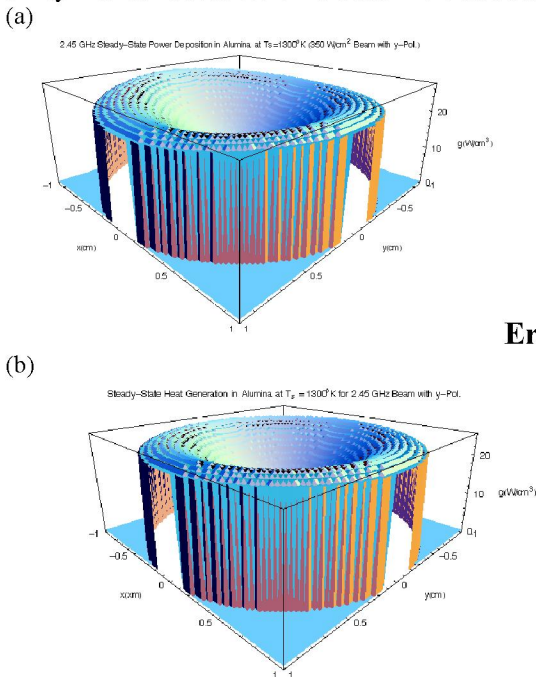 (a)
2.45 GHz Steady-State Power Deposition in Alumina at Ts=1300°K (350 W/cm² Beam with y-Pol.)
20
10
0
g(W/cm³)
-1
-0.5
0
0.5
1
x(cm)
-1
-0.5
0
0.5
1
y(cm)
Er
(b)
Steady-State Heat Generation in Alumina at Tₛ = 1300°K for 2.45 GHz Beam with y-Pol.
20
10
0
g(W/cm³)
-1
-0.5
0
0.5
1
x(xm)
-1
-0.5
0
0.5
1
y(cm)